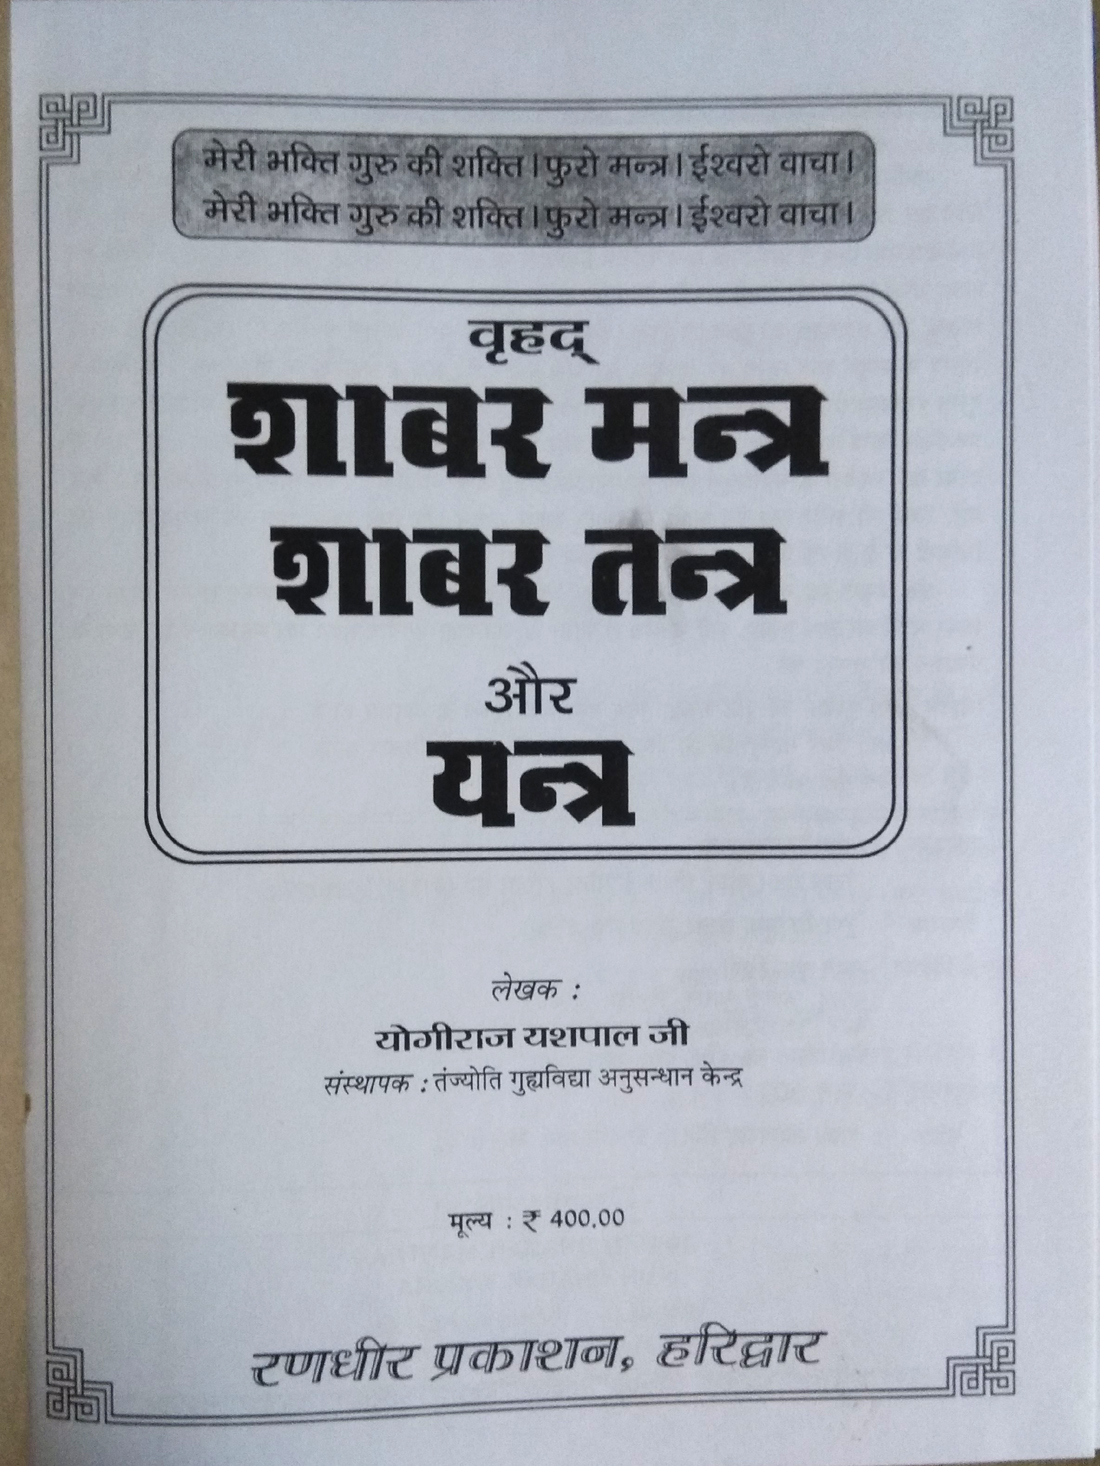 मेरी भक्ति गुरु की शक्ति। फुरो मन्त्र। ईश्वरो वाचा।
मेरी भक्ति गुरु की शक्ति। फुरो मन्त्र। ईश्वरो वाचा।
वृहद्
शाबर मन्त्र
शाबर तन्त्र
और
यन्त्र
लेखक :
योगीराज यशपाल जी
संस्थापक : तंज्योति गुह्यविद्या अनुसन्धान केन्द्र
मूल्य : ₹ 400.00
रणधीर प्रकाशन, हरिद्वार